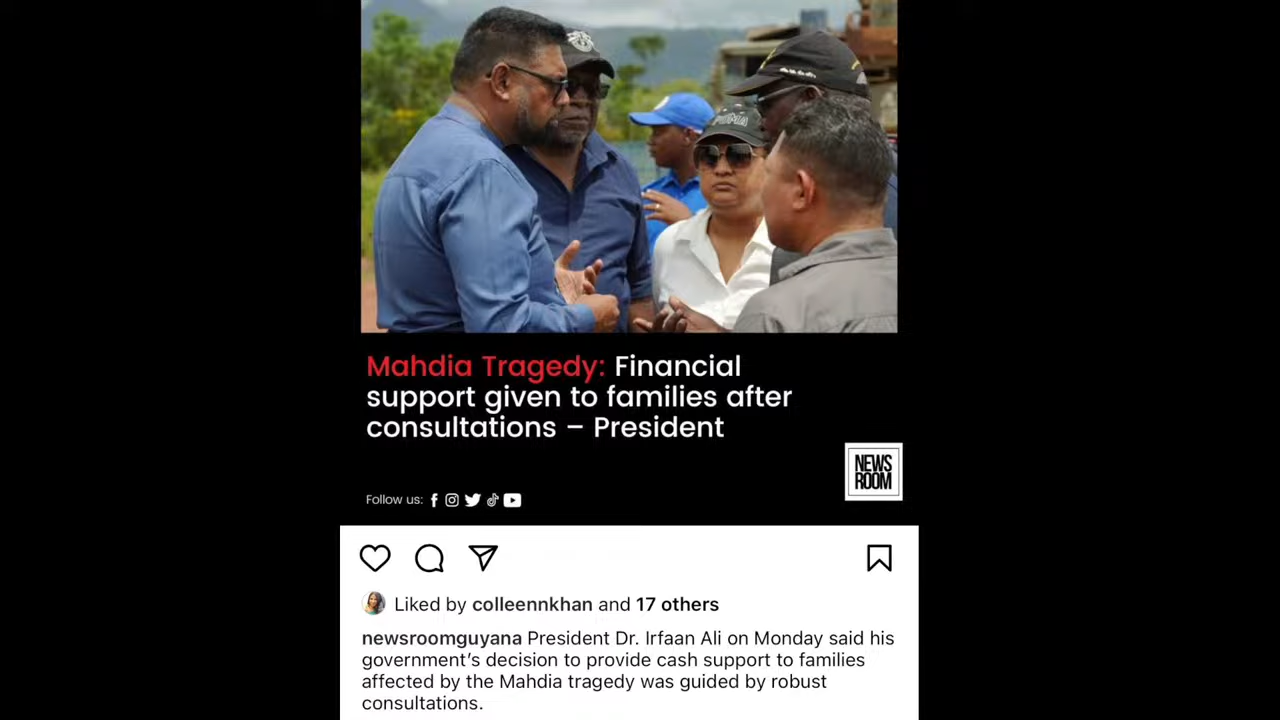 Mahdia Tragedy: Financial
support given to families after
consultations – President
NEWS
ROOM
Follow us:
Liked by colleennkhan and 17 others
newsroomguyana President Dr. Irfaan Ali on Monday said his
government's decision to provide cash support to families
affected by the Mahdia tragedy was guided by robust
consultations.